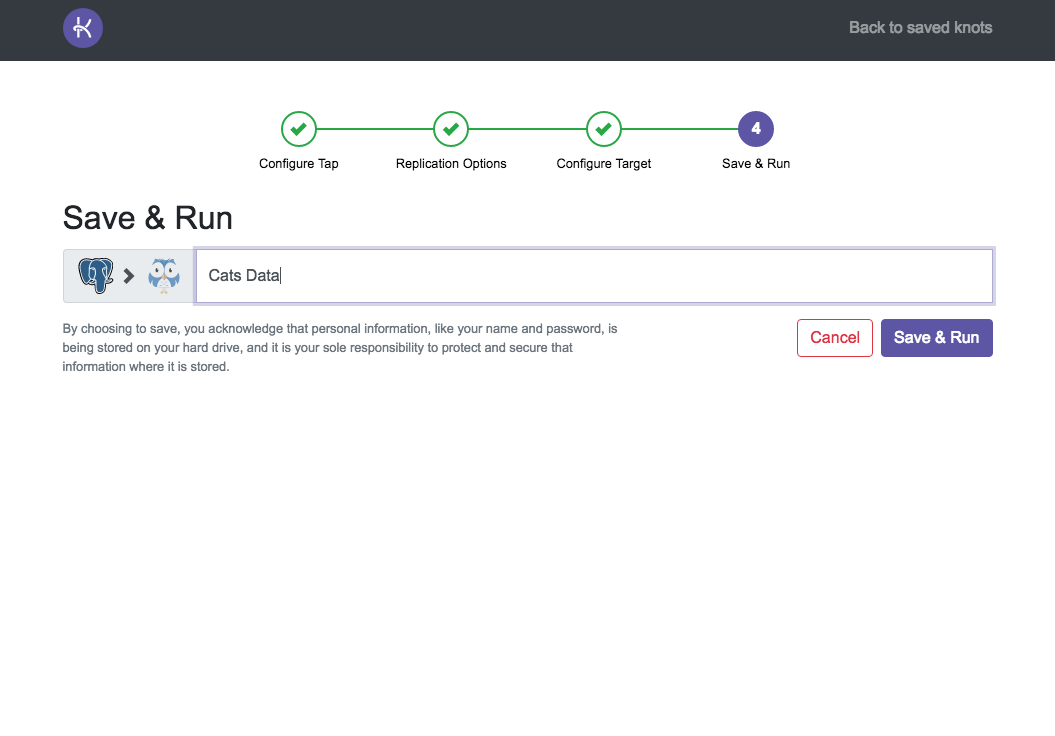 K
Back to saved knots
4
Configure Tap
Replication Options
Configure Target
Save & Run
Save & Run
Cats Data
By choosing to save, you acknowledge that personal information, like your name and password, is
being stored on your hard drive, and it is your sole responsibility to protect and secure that
information where it is stored.
Cancel
Save & Run